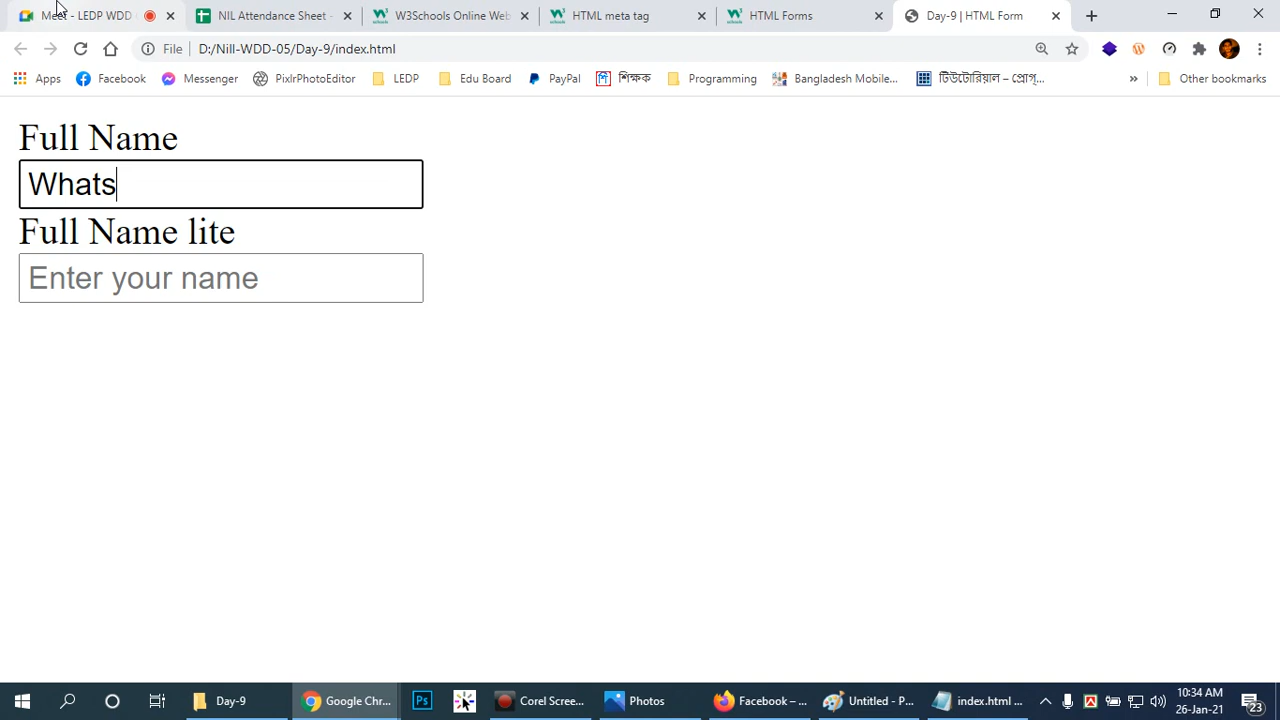 Meet - LEDP WDD
NIL Attendance Sheet -
W3Schools Online Web
HTML meta tag
HTML Forms
Day-9 | HTML Form
File
D:/Nill-WDD-05/Day-9/index.html
Apps
Facebook
Messenger
PixlrPhotoEditor
LEDP
Edu Board
PayPal
শিক্ষক
Programming
Bangladesh Mobile...
টিউটোরিয়াল – প্রোগ্...
»
Other bookmarks
Full Name
Whats
Full Name lite
Enter your name
Day-9
Google Chr...
Ps
Corel Scree...
Photos
Facebook — ...
Untitled - P...
index.html ...
10:34 AM
26-Jan-21
23